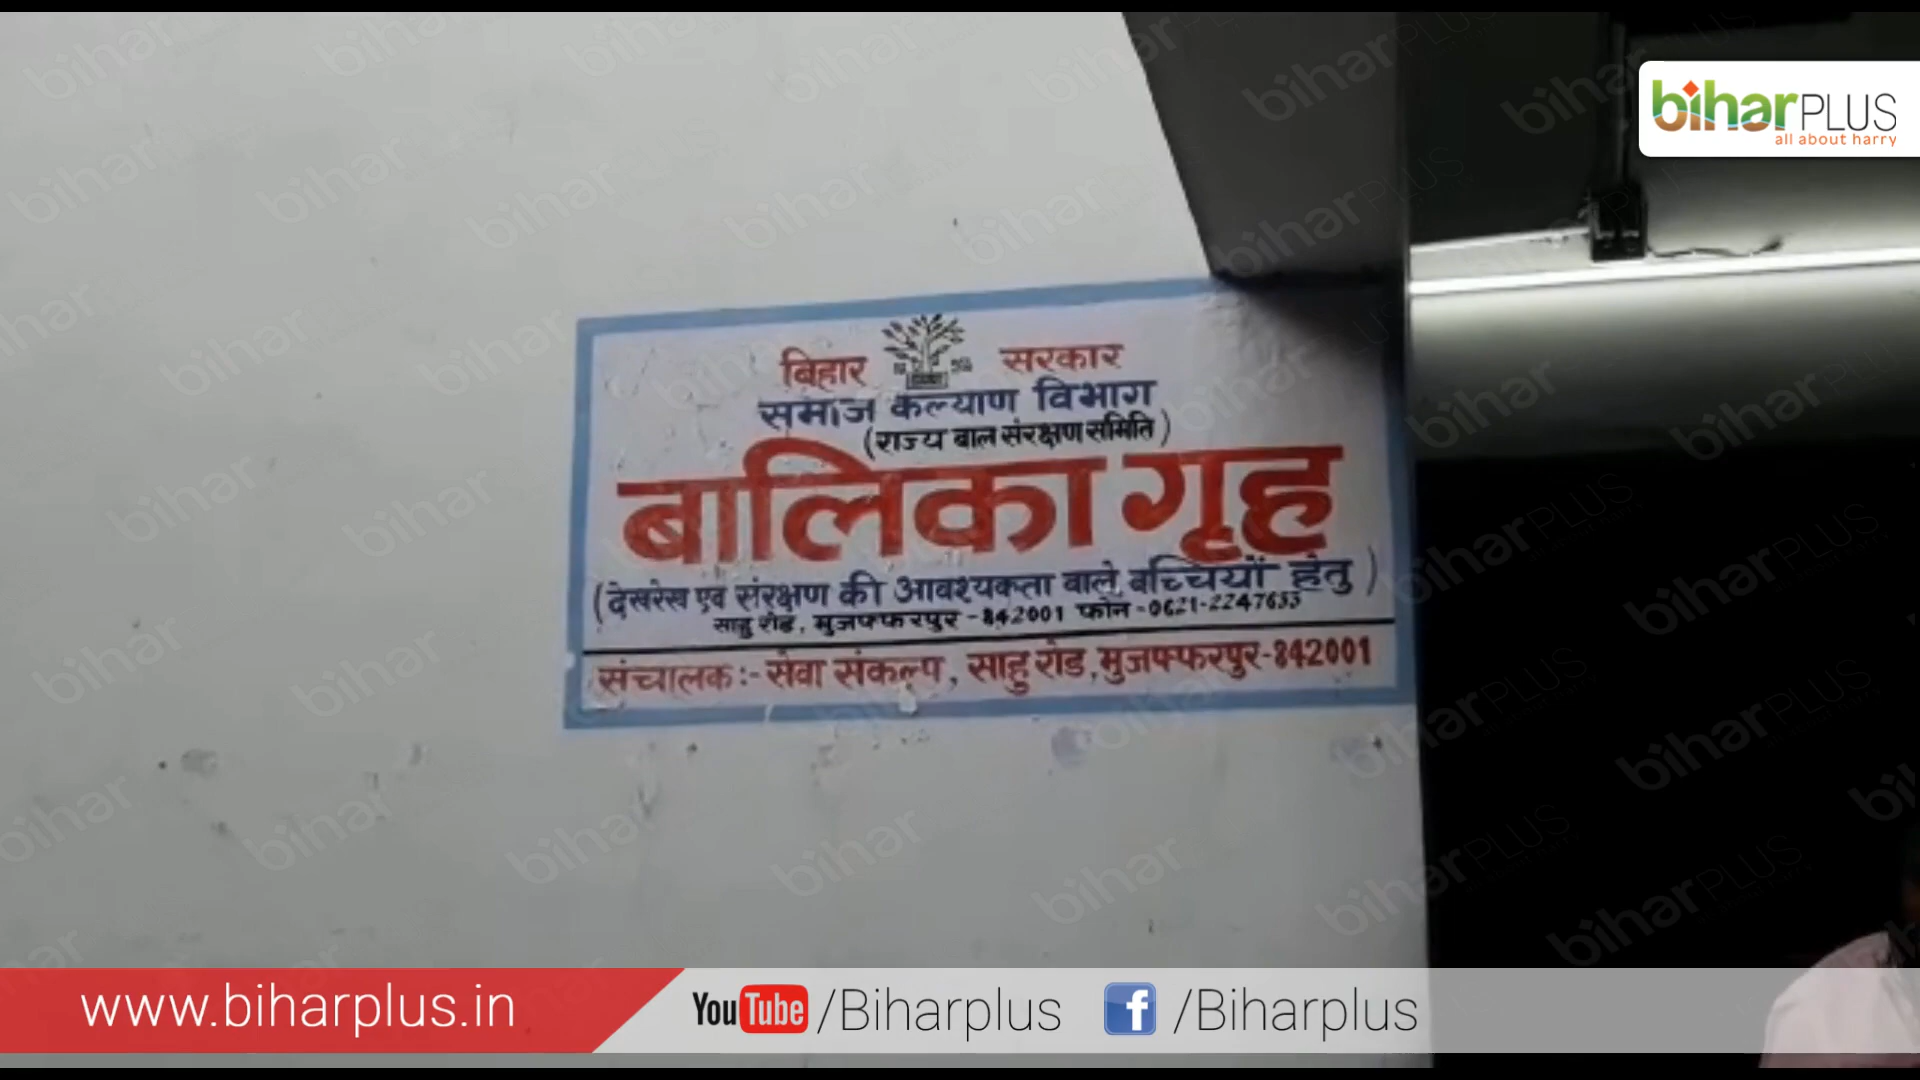 biharPLUS
all about harry
बिहार सरकार
समाज कल्याण विभाग
(राज्य बाल संरक्षण समिति)
बालिका गृह
(देखरेख एवं संरक्षण की आवश्यकता वाले बच्चियों हेतु)
साहु रोड, मुजफ्फरपुर-842001 फोन-0621-2247633
संचालक:- सेवा संकल्प, साहु रोड, मुजफ्फरपुर-842001
www.biharplus.in YouTube /Biharplus f /Biharplus